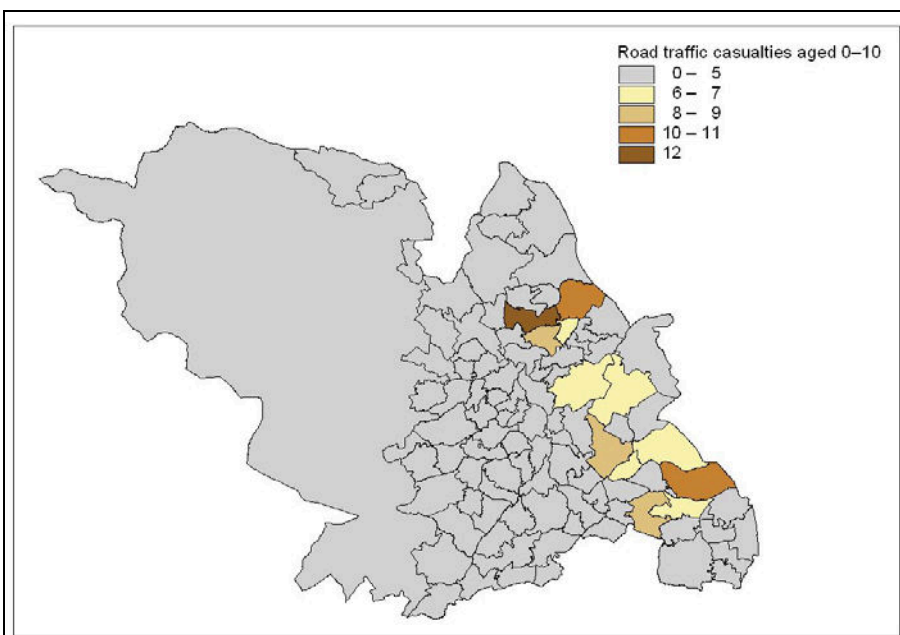 Road traffic casualties aged 0–10
0 – 5
6 – 7
8 – 9
10 – 11
12